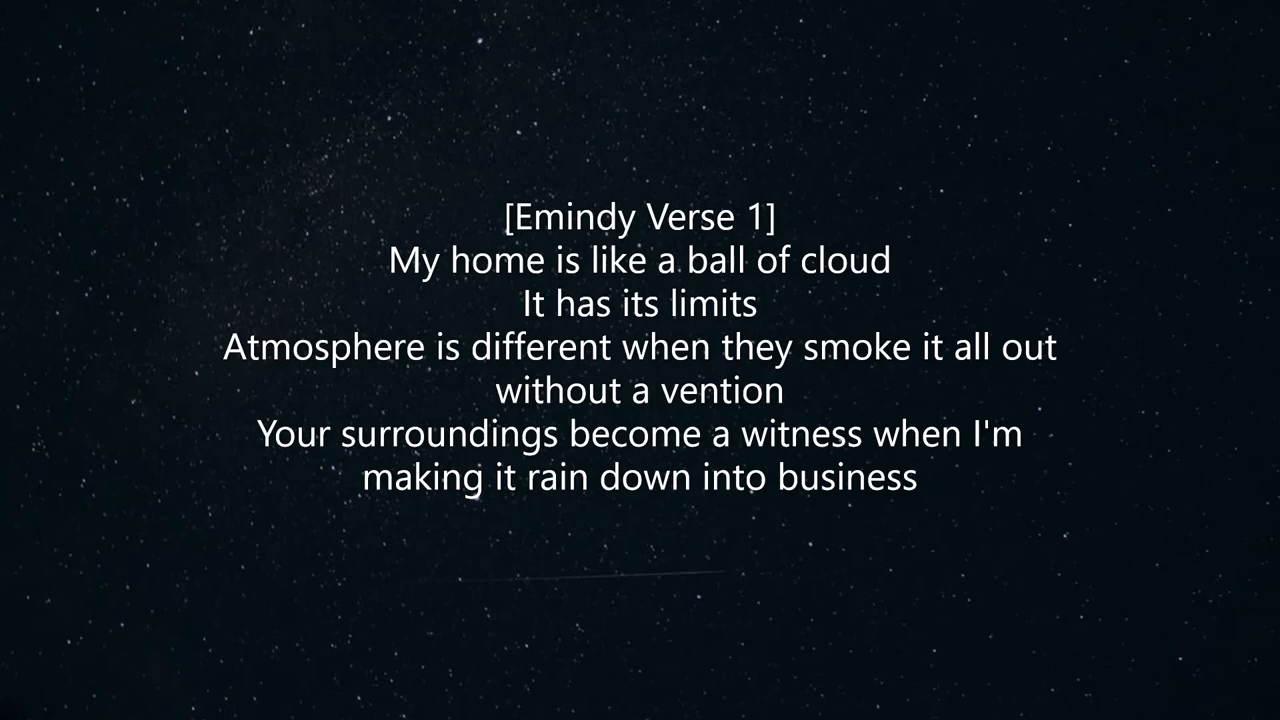 [Emindy Verse 1]
My home is like a ball of cloud
It has its limits
Atmosphere is different when they smoke it all out
without a vention
Your surroundings become a witness when I'm
making it rain down into business